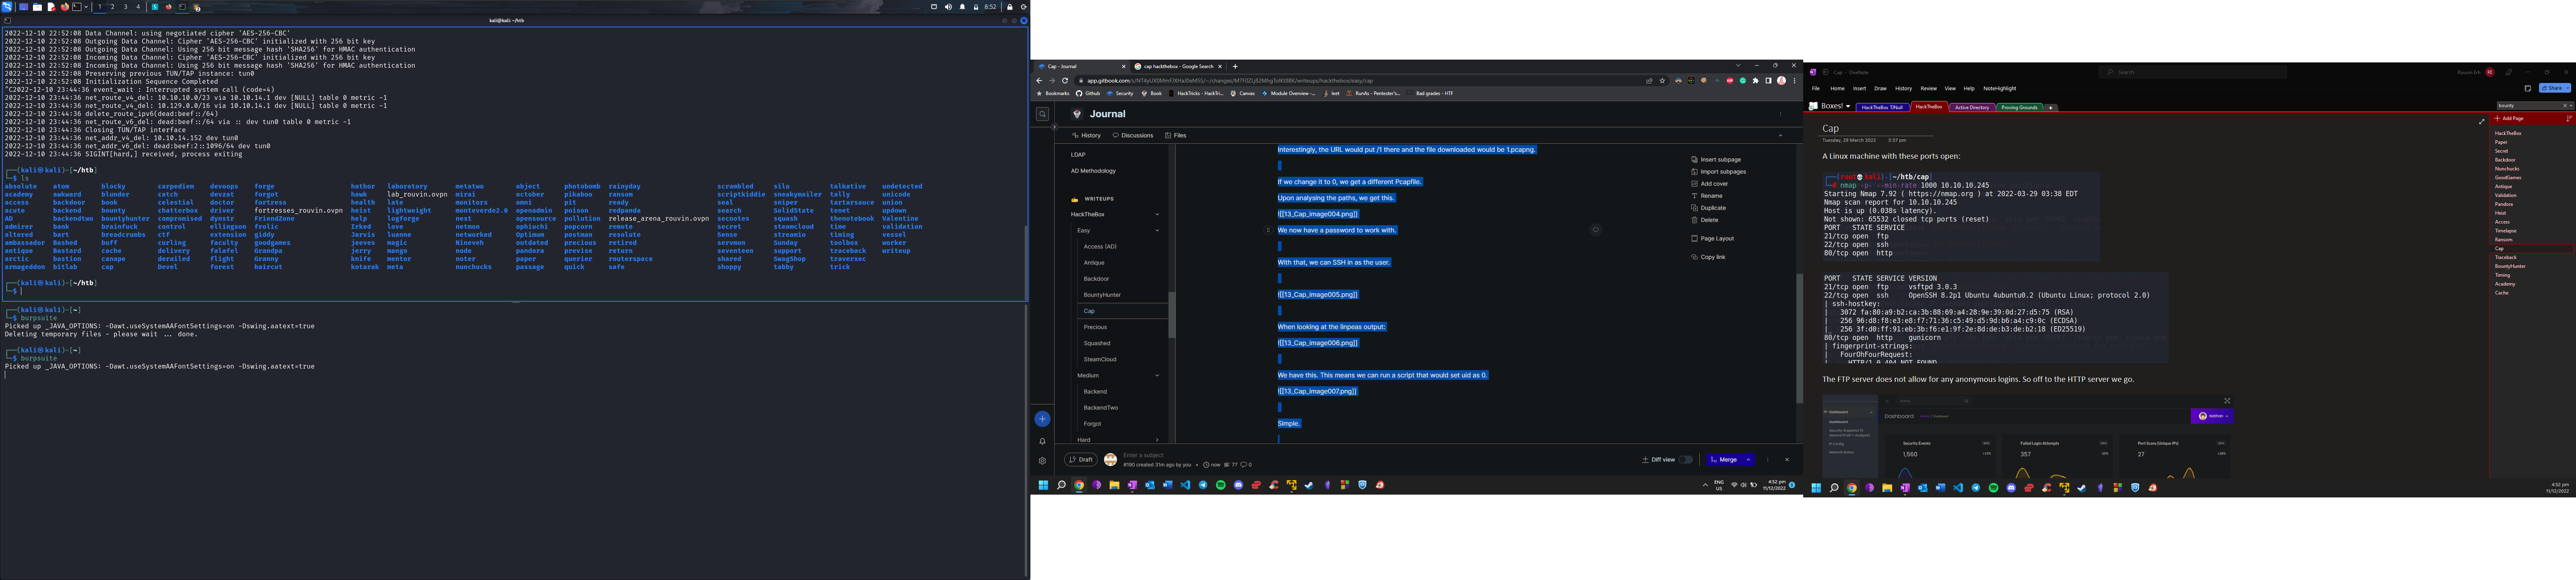 1 2 3 4
8:52
kali@kali ~/htb
2022-12-10 22:52:08 Data Channel: using negotiated cipher 'AES-256-CBC'
2022-12-10 22:52:08 Outgoing Data Channel: Cipher 'AES-256-CBC' initialized with 256 bit key
2022-12-10 22:52:08 Outgoing Data Channel: Using 256 bit message hash 'SHA256' for HMAC authentication
2022-12-10 22:52:08 Incoming Data Channel: Cipher 'AES-256-CBC' initialized with 256 bit key
2022-12-10 22:52:08 Incoming Data Channel: Using 256 bit message hash 'SHA256' for HMAC authentication
2022-12-10 22:52:08 Preserving previous TUN/TAP instance: tun0
2022-12-10 22:52:08 Initialization Sequence Completed
^C2022-12-10 23:44:36 event_wait : Interrupted system call (code=4)
2022-12-10 23:44:36 net_route_v4_del: 10.10.10.0/23 via 10.10.14.1 dev [NULL] table 0 metric -1
2022-12-10 23:44:36 net_route_v4_del: 10.129.0.0/16 via 10.10.14.1 dev [NULL] table 0 metric -1
2022-12-10 23:44:36 delete_route_ipv6(dead:beef::/64)
2022-12-10 23:44:36 net_route_v6_del: dead:beef::/64 via :: dev tun0 table 0 metric -1
2022-12-10 23:44:36 Closing TUN/TAP interface
2022-12-10 23:44:36 net_addr_v4_del: 10.10.14.152 dev tun0
2022-12-10 23:44:36 net_addr_v6_del: dead:beef:2::1096/64 dev tun0
2022-12-10 23:44:36 SIGINT[hard,] received, process exiting
┌──(kali㉿kali)-[~/htb]
└─$ ls
absolute atom blocky carpediem devoops forge hathor laboratory metatwo object photobomb rainyday scrambled silo talkative undetected
academy awkward blunder catch devzat forgot hawk lab_rouvin.ovpn mirai october pikaboo ransom scriptkiddie sneakymailer tally unicode
access backdoor book celestial doctor fortress health late monitors omni pit ready seal sniper tartarsauce union
acute backend bounty chatterbox driver fortresses_rouvin.ovpn heist lightweight monteverde2.0 openadmin poison redpanda search SolidState tenet updown
AD backendtwo bountyhunter compromised dynstr FriendZone help logforge nest opensource pollution release_arena_rouvin.ovpn secnotes squash thenotebook Valentine
admirer bank brainfuck control ellingson frolic Irked love netmon ophiuchi popcorn remote secret steamcloud time validation
altered bart breadcrumbs ctf extension giddy Jarvis luanne networked Optimum postman resolute Sense streamio timing vessel
ambassador Bashed buff curling faculty goodgames jeeves magic Nineveh outdated precious retired servmon Sunday toolbox worker
antique Bastard cache delivery falafel Grandpa jerry mango node pandora previse return seventeen support traceback writeup
arctic bastion canape derailed flight Granny knife mentor noter paper querier routerspace shared SwagShop traverxec
armageddon bitlab cap Devel forest haircut kotarak meta nunchucks passage quick safe shoppy tabby trick
┌──(kali㉿kali)-[~/htb]
└─$
┌──(kali㉿kali)-[~]
└─$ burpsuite
Picked up _JAVA_OPTIONS: -Dawt.useSystemAAFontSettings=on -Dswing.aatext=true
Deleting temporary files - please wait ... done.
┌──(kali㉿kali)-[~]
└─$ burpsuite
Picked up _JAVA_OPTIONS: -Dawt.useSystemAAFontSettings=on -Dswing.aatext=true
Cap - Journal
cap hackthebox - Google Search
Bookmarks Github Security Book HackTricks - HackTri... Canvas Module Overview -... leet RunAs - Pentester's... Bad grades - HTF
Journal
History Discussions Files
LDAP
AD Methodology
WRITEUPS
HackTheBox
Easy
Access (AD)
Antique
Backdoor
BountyHunter
Cap
Precious
Squashed
SteamCloud
Medium
Backend
BackendTwo
Forgot
Hard
Interestingly, the URL would put /1 there and the file downloaded would be 1.pcapng.
If we change it to 0, we get a different Pcapfile.
Upon analysing the paths, we get this.
![[13_Cap_image004.png]]
We now have a password to work with.
With that, we can SSH in as the user.
![[13_Cap_image005.png]]
When looking at the linpeas output:
![[13_Cap_image006.png]]
We have this. This means we can run a script that would set uid as 0.
![[13_Cap_image007.png]]
Simple.
Insert subpage
Import subpages
Add cover
Rename
Duplicate
Delete
Page Layout
Copy link
Draft
Enter a subject
#190 created 31m ago by you • now 77 0
Diff view
Merge
ENG
US
4:52 pm
11/12/2022
Cap - OneNote
Search
File Home Insert Draw History Review View Help NoteHighlight
Share
Boxes!
HackTheBox TJNull
HackTheBox
Active Directory
Proving Grounds
bounty
Add Page
Cap
Tuesday, 29 March 2022 3:37 pm
A Linux machine with these ports open:
┌──(root💀kali)-[~/htb/cap]
└─# nmap -p- --min-rate 1000 10.10.10.245
Starting Nmap 7.92 ( https://nmap.org ) at 2022-03-29 03:38 EDT
Nmap scan report for 10.10.10.245
Host is up (0.038s latency).
Not shown: 65532 closed tcp ports (reset)
PORT STATE SERVICE
21/tcp open ftp
22/tcp open ssh
80/tcp open http
PORT STATE SERVICE VERSION
21/tcp open ftp vsftpd 3.0.3
22/tcp open ssh OpenSSH 8.2p1 Ubuntu 4ubuntu0.2 (Ubuntu Linux; protocol 2.0)
| ssh-hostkey:
| 3072 fa:80:a9:b2:ca:3b:88:69:a4:28:9e:39:0d:27:d5:75 (RSA)
| 256 96:d8:f8:e3:e8:f7:71:36:c5:49:d5:9d:b6:a4:c9:0c (ECDSA)
|_ 256 3f:d0:ff:91:eb:3b:f6:e1:9f:2e:8d:de:b3:de:b2:18 (ED25519)
80/tcp open http gunicorn
| fingerprint-strings:
| FourOhFourRequest:
| HTTP/1.0 404 NOT FOUND
The FTP server does not allow for any anonymous logins. So off to the HTTP server we go.
Dashboard
Nathan
Security Events
1,560
Failed Login Attempts
357
Port Scans (Unique IPs)
27
HackTheBox
Paper
Secret
Backdoor
Nunchucks
GoodGames
Antique
Validation
Pandora
Heist
Access
Timelapse
Ransom
Cap
Traceback
BountyHunter
Timing
Academy
Cache
4:52 pm
11/12/2022